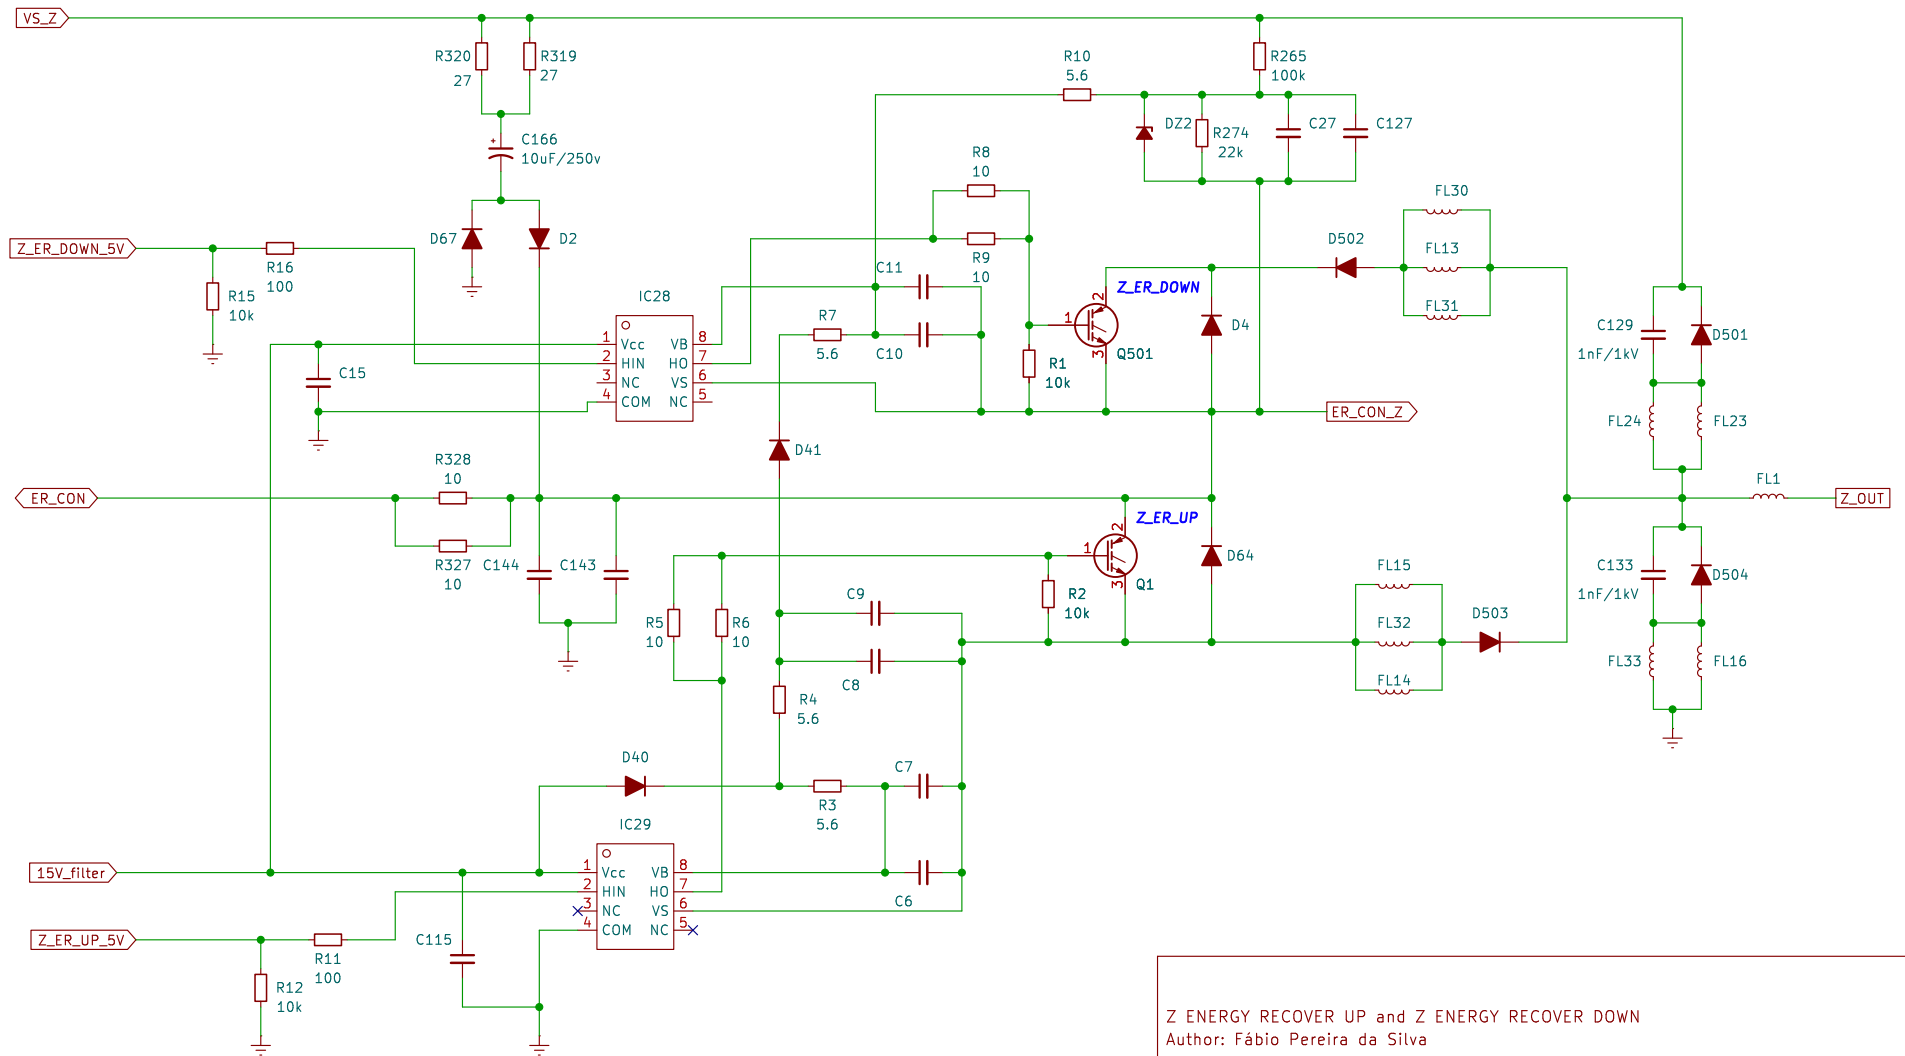 VS_Z
R320
27
R319
27
R265
100k
R10
5.6
C166
10uF/250v
+
DZ2
R274
22k
C27
C127
R8
10
FL30
Z_ER_DOWN_5V
R16
100
D67
D2
R9
10
D502
FL13
R15
10k
C11
Z_ER_DOWN
FL31
IC28
R7
5.6
C10
1
2
3
Q501
D4
C129
1nF/1kV
D501
1 Vcc VB 8
2 HIN HO 7
3 NC VS 6
4 COM NC 5
C15
R1
10k
ER_CON_Z
FL24
FL23
D41
R328
10
ER_CON
FL1
Z_OUT
Z_ER_UP
R327
10
C144
C143
1
2
3
Q1
D64
FL15
C133
1nF/1kV
D504
R5
10
R6
10
C9
R2
10k
FL32
D503
C8
FL14
FL33
FL16
R4
5.6
D40
C7
R3
5.6
IC29
15V_filter
1 Vcc VB 8
2 HIN HO 7
3 NC VS 6
4 COM NC 5
C6
Z_ER_UP_5V
R11
100
C115
R12
10k
Z ENERGY RECOVER UP and Z ENERGY RECOVER DOWN
Author: Fábio Pereira da Silva